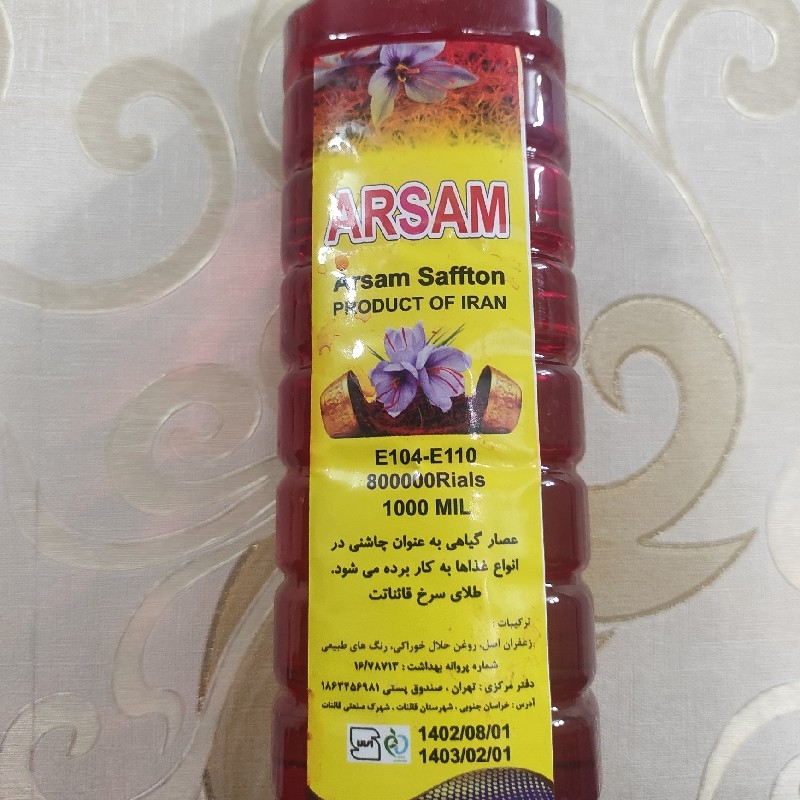 ARSAM
Arsam Saffton
PRODUCT OF IRAN
E104-E110
800000Rials
1000 MIL
عصار گیاهی به عنوان چاشنی در
انواع غذاها به کار برده می شود.
طلای سرخ قائناتت
ترکیبات :
زعفران اصل، روغن حلال خوراکی، رنگ های طبیعی
شماره پروانه بهداشت : ۱۶/۷۸۷۱۳
دفتر مرکزی : تهران ، صندوق پستی ۱۸۶۳۴۵۶۹۸۱
آدرس : خراسان جنوبی ، شهرستان قائنات ، شهرک صنعتی قائنات
1402/08/01
1403/02/01